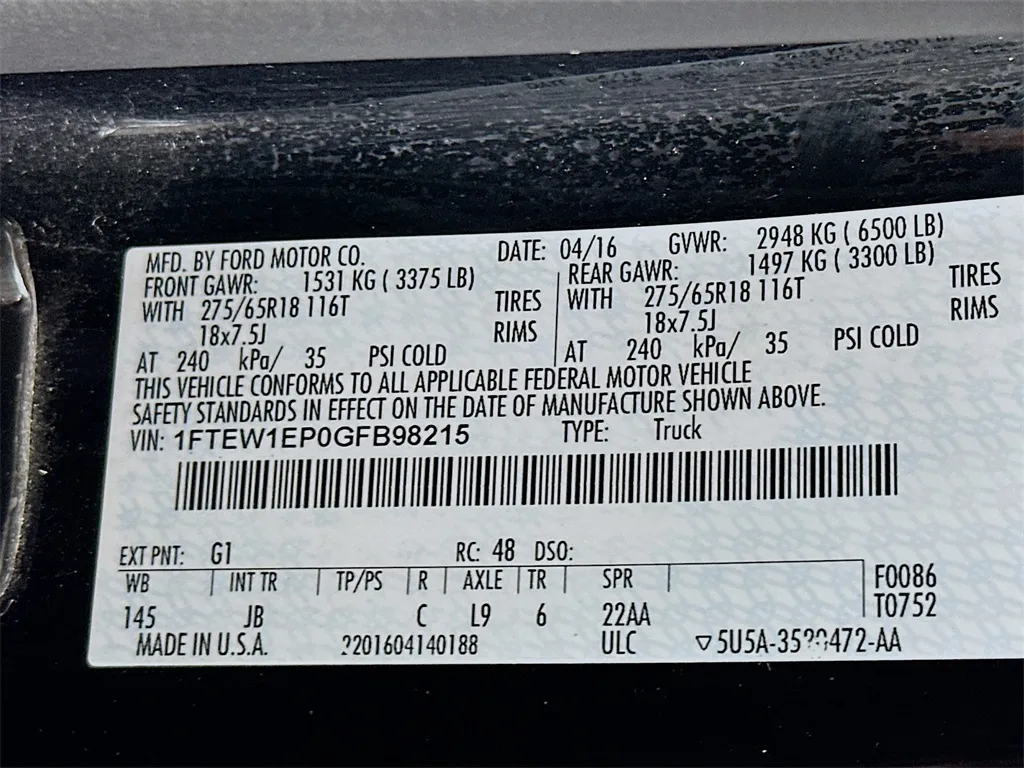 MFD. BY FORD MOTOR CO. DATE: 04/16 GVWR: 2948 KG ( 6500 LB)
FRONT GAWR: 1531 KG ( 3375 LB) REAR GAWR: 1497 KG ( 3300 LB)
WITH 275/65R18 116T TIRES WITH 275/65R18 116T TIRES
18x7.5J RIMS 18x7.5J RIMS
AT 240 kPa/ 35 PSI COLD AT 240 kPa/ 35 PSI COLD
THIS VEHICLE CONFORMS TO ALL APPLICABLE FEDERAL MOTOR VEHICLE
SAFETY STANDARDS IN EFFECT ON THE DATE OF MANUFACTURE SHOWN ABOVE.
VIN: 1FTEW1EP0GFB98215 TYPE: Truck
EXT PNT: G1 RC: 48 DSO:
WB INT TR TP/PS R AXLE TR SPR F0086
145 JB C L9 6 22AA T0752
MADE IN U.S.A. ULC